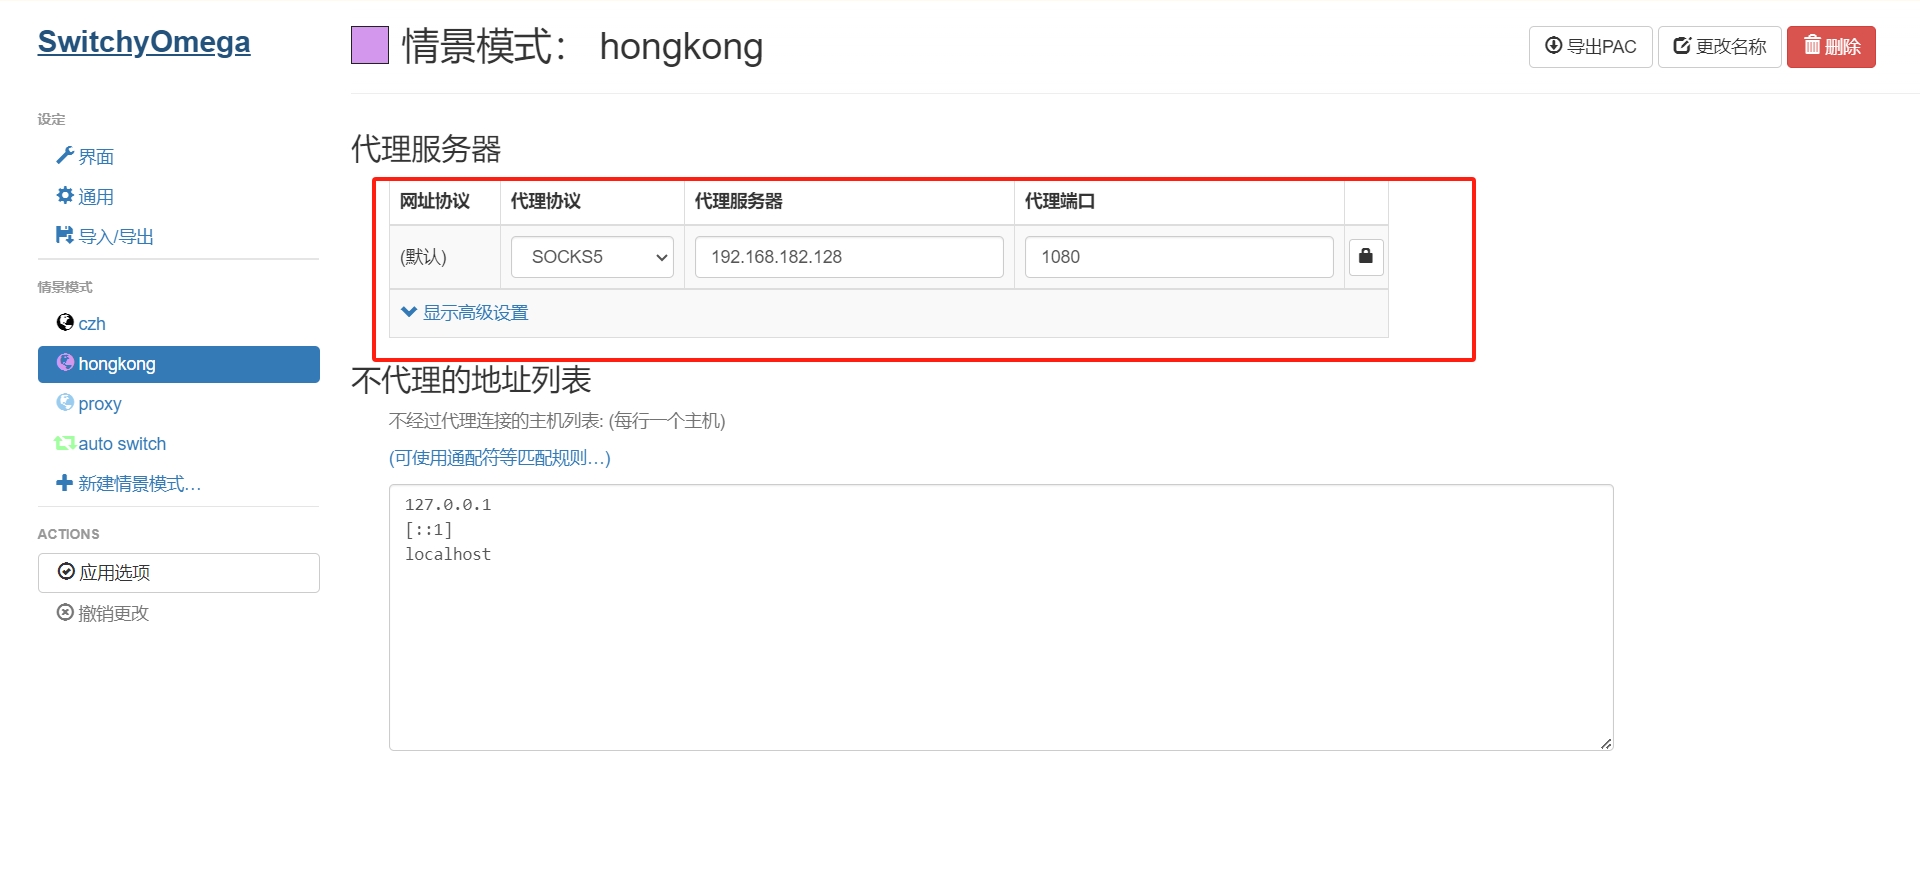 SwitchyOmega
设定
界面
通用
导入/导出
情景模式
czh
hongkong
proxy
auto switch
新建情景模式…
ACTIONS
应用选项
撤销更改
情景模式： hongkong
导出PAC 更改名称 删除
代理服务器
网址协议 代理协议 代理服务器 代理端口
(默认) SOCKS5 192.168.182.128 1080
显示高级设置
不代理的地址列表
不经过代理连接的主机列表: (每行一个主机)
(可使用通配符等匹配规则…)
127.0.0.1
[::1]
localhost